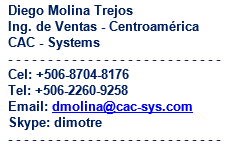 Diego Molina Trejos
Ing. de Ventas - Centroamérica
CAC - Systems
- - - - - - - - - - - - - - - - - - - - - - - - - - -
Cel: +506-8704-8176
Tel: +506-2260-9258
Email: dmolina@cac-sys.com
Skype: dimotre
- - - - - - - - - - - - - - - - - - - - - - - - - - -